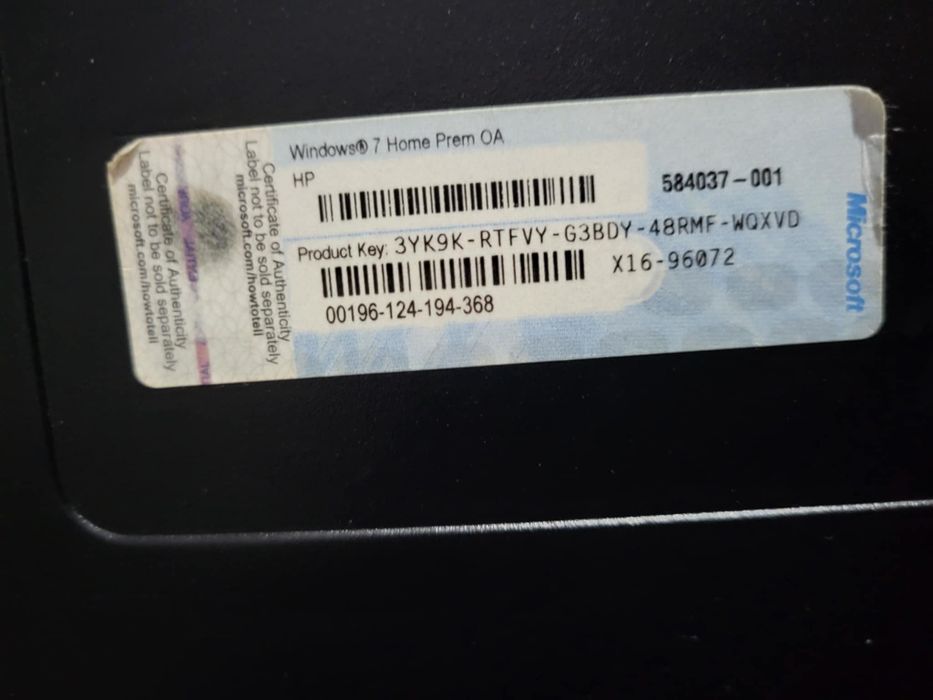 Windows® 7 Home Prem OA
HP
584037-001
Product Key: 3YK9K-RTFVY-G3BDY-48RMF-WQXVD
X16-96072
00196-124-194-368
Microsoft
Certificate of Authenticity
Label not to be sold separately
microsoft.com/howtotell
Certificate of Authenticity
Label not to be sold separately
microsoft.com/howtotell